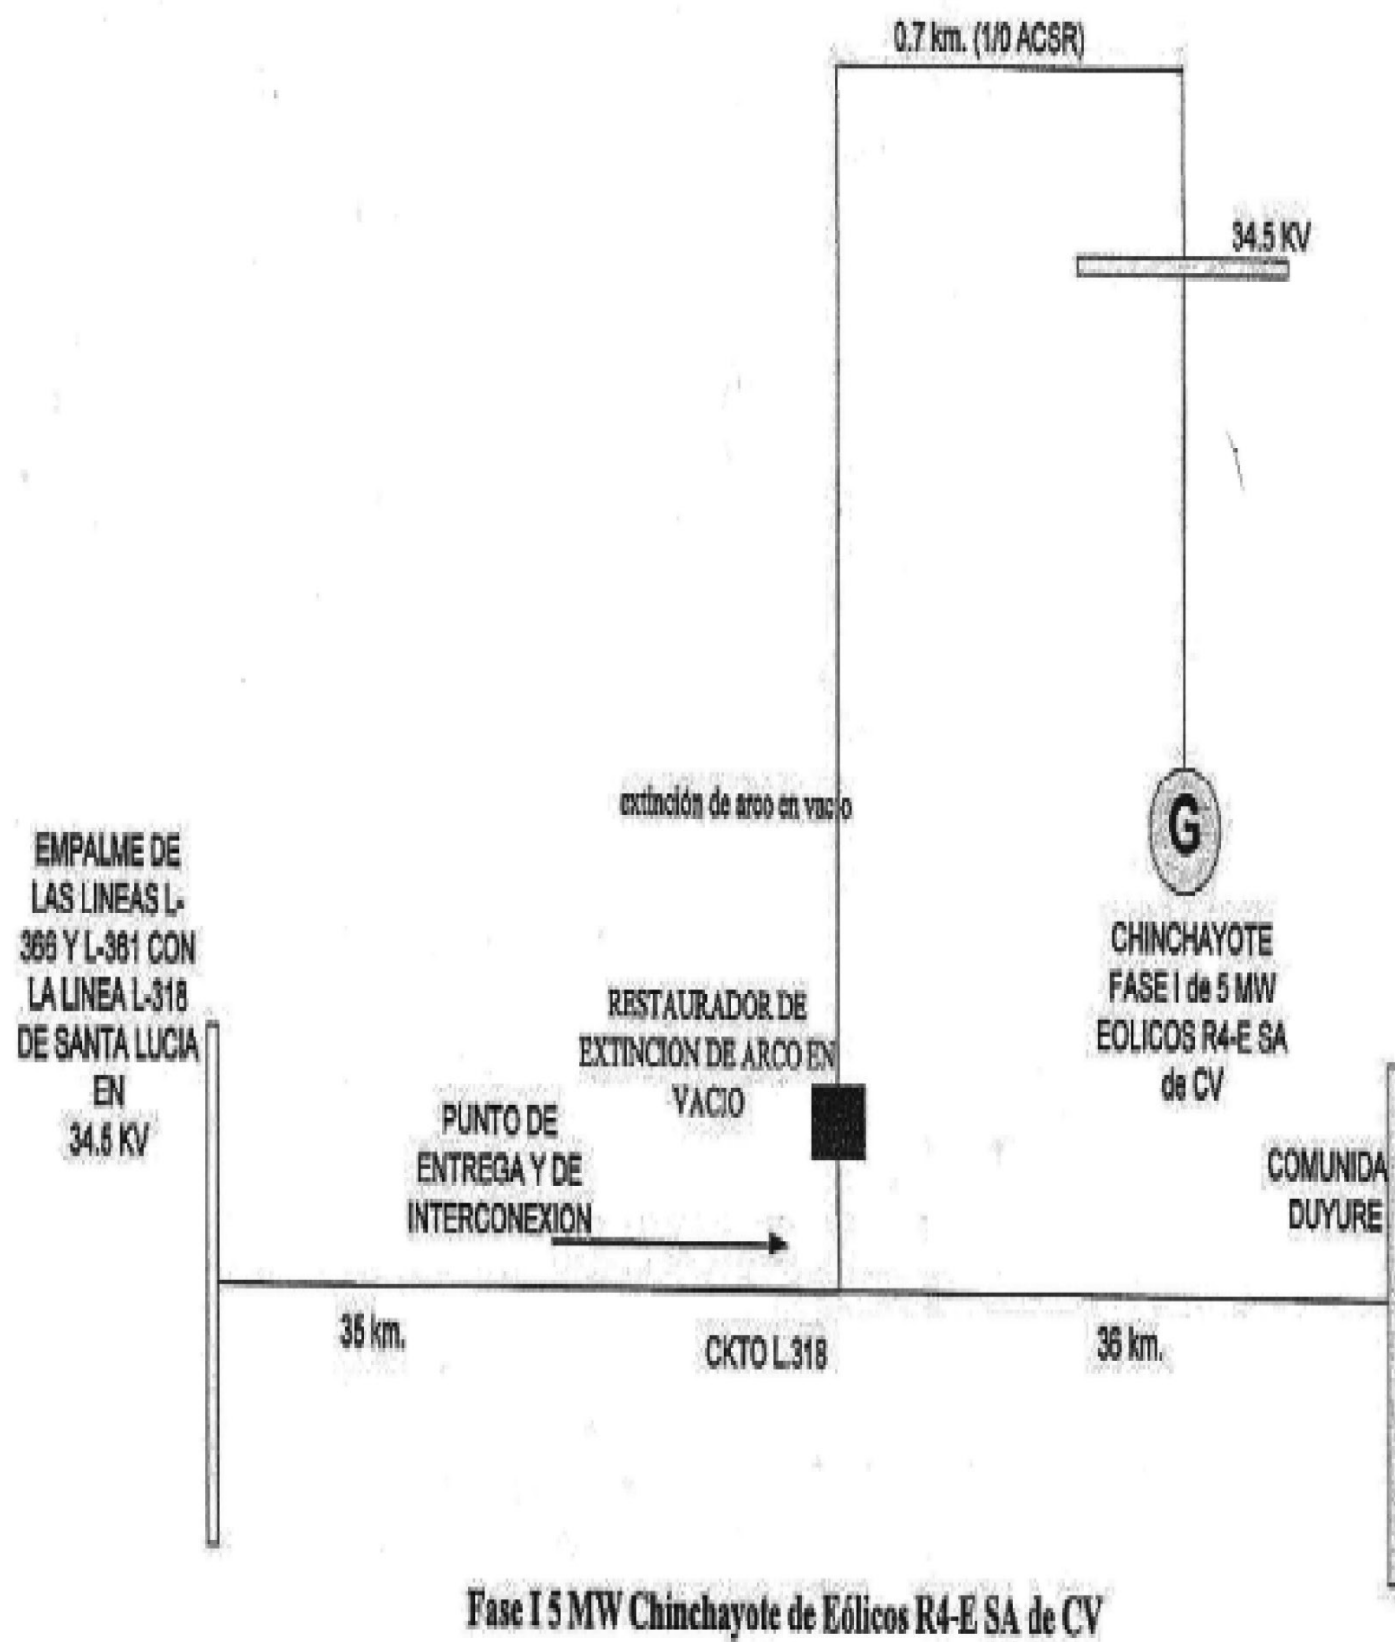 0.7 km. (1/0 ACSR)
34.5 KV
extinción de arco en vacio
EMPALME DE
LAS LINEAS L-
366 Y L-361 CON
LA LINEA L-318
DE SANTA LUCIA
EN
34.5 KV
CHINCHAYOTE
FASE I de 5 MW
EOLICOS R4-E SA
de CV
G
RESTAURADOR DE
EXTINCION DE ARCO EN
VACIO
PUNTO DE
ENTREGA Y DE
INTERCONEXION
COMUNIDA
DUYURE
35 km.
CKTO L.318
36 km.
Fase I 5 MW Chinchayote de Eólicos R4-E SA de CV